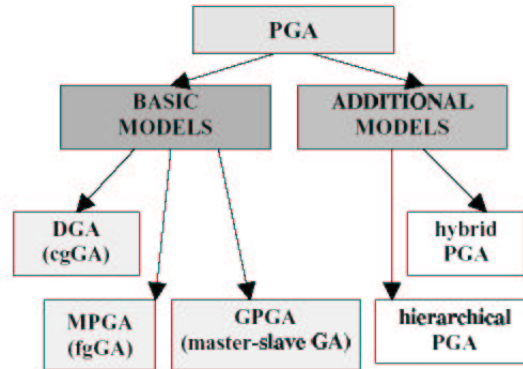 PGA
BASIC
MODELS
ADDITIONAL
MODELS
DGA
(cgGA)
hybrid
PGA
MPGA
(fgGA)
GPGA
(master-slave GA)
hierarchical
PGA